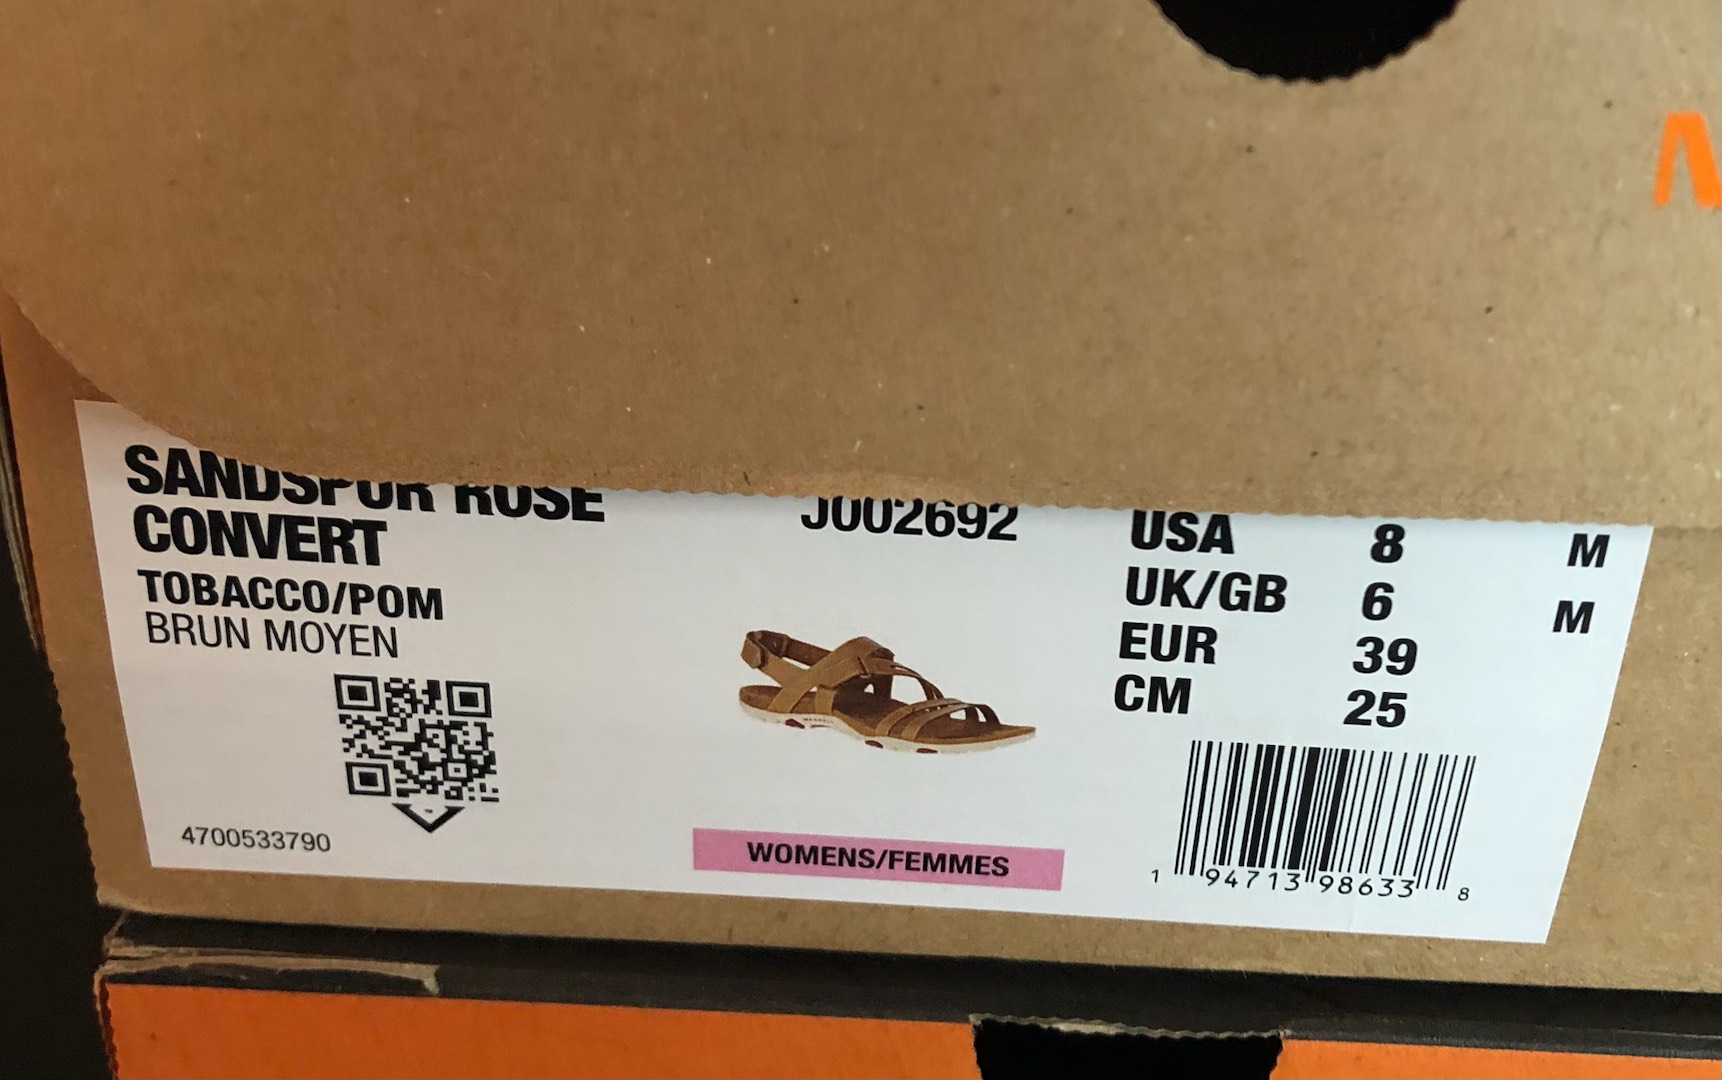 SANDSPUR ROSE
CONVERT
TOBACCO/POM
BRUN MOYEN
4700533790
J002692
WOMENS/FEMMES
USA 8 M
UK/GB 6 M
EUR 39
CM 25
1 94713 98633 8